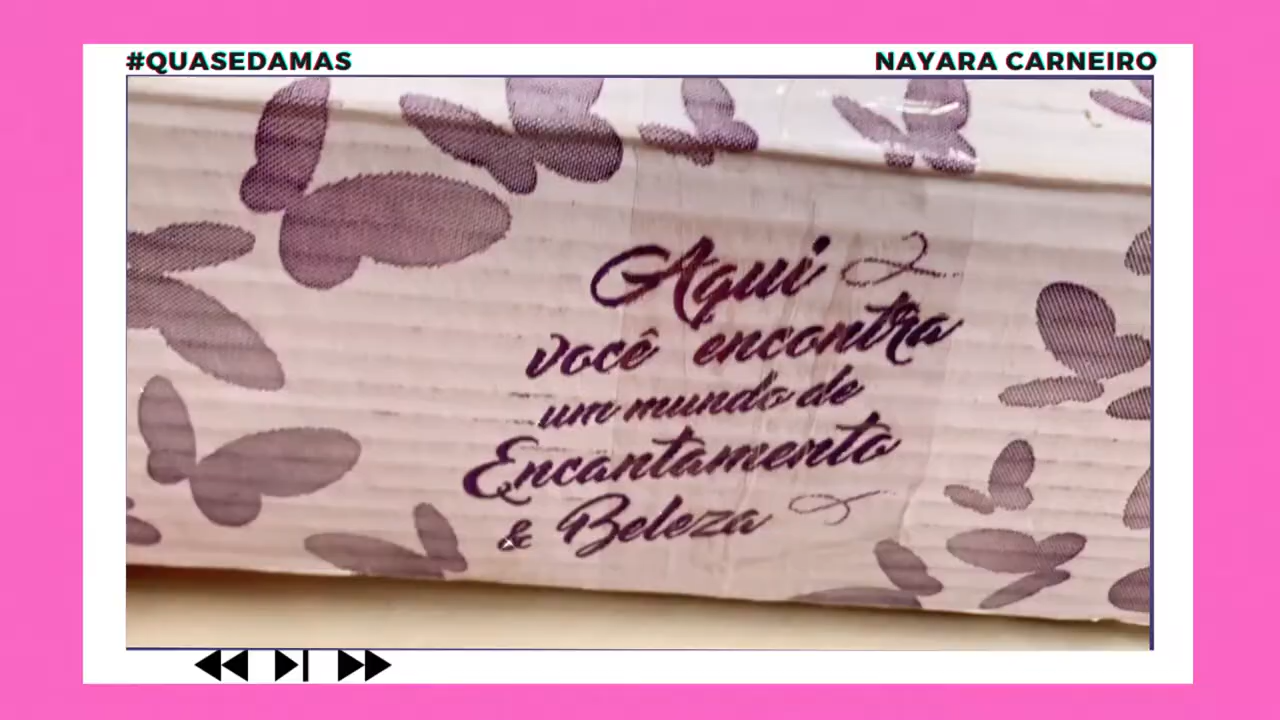 #QUASEDAMAS
NAYARA CARNEIRO
Aqui
você encontra
um mundo de
Encantamento
& Beleza